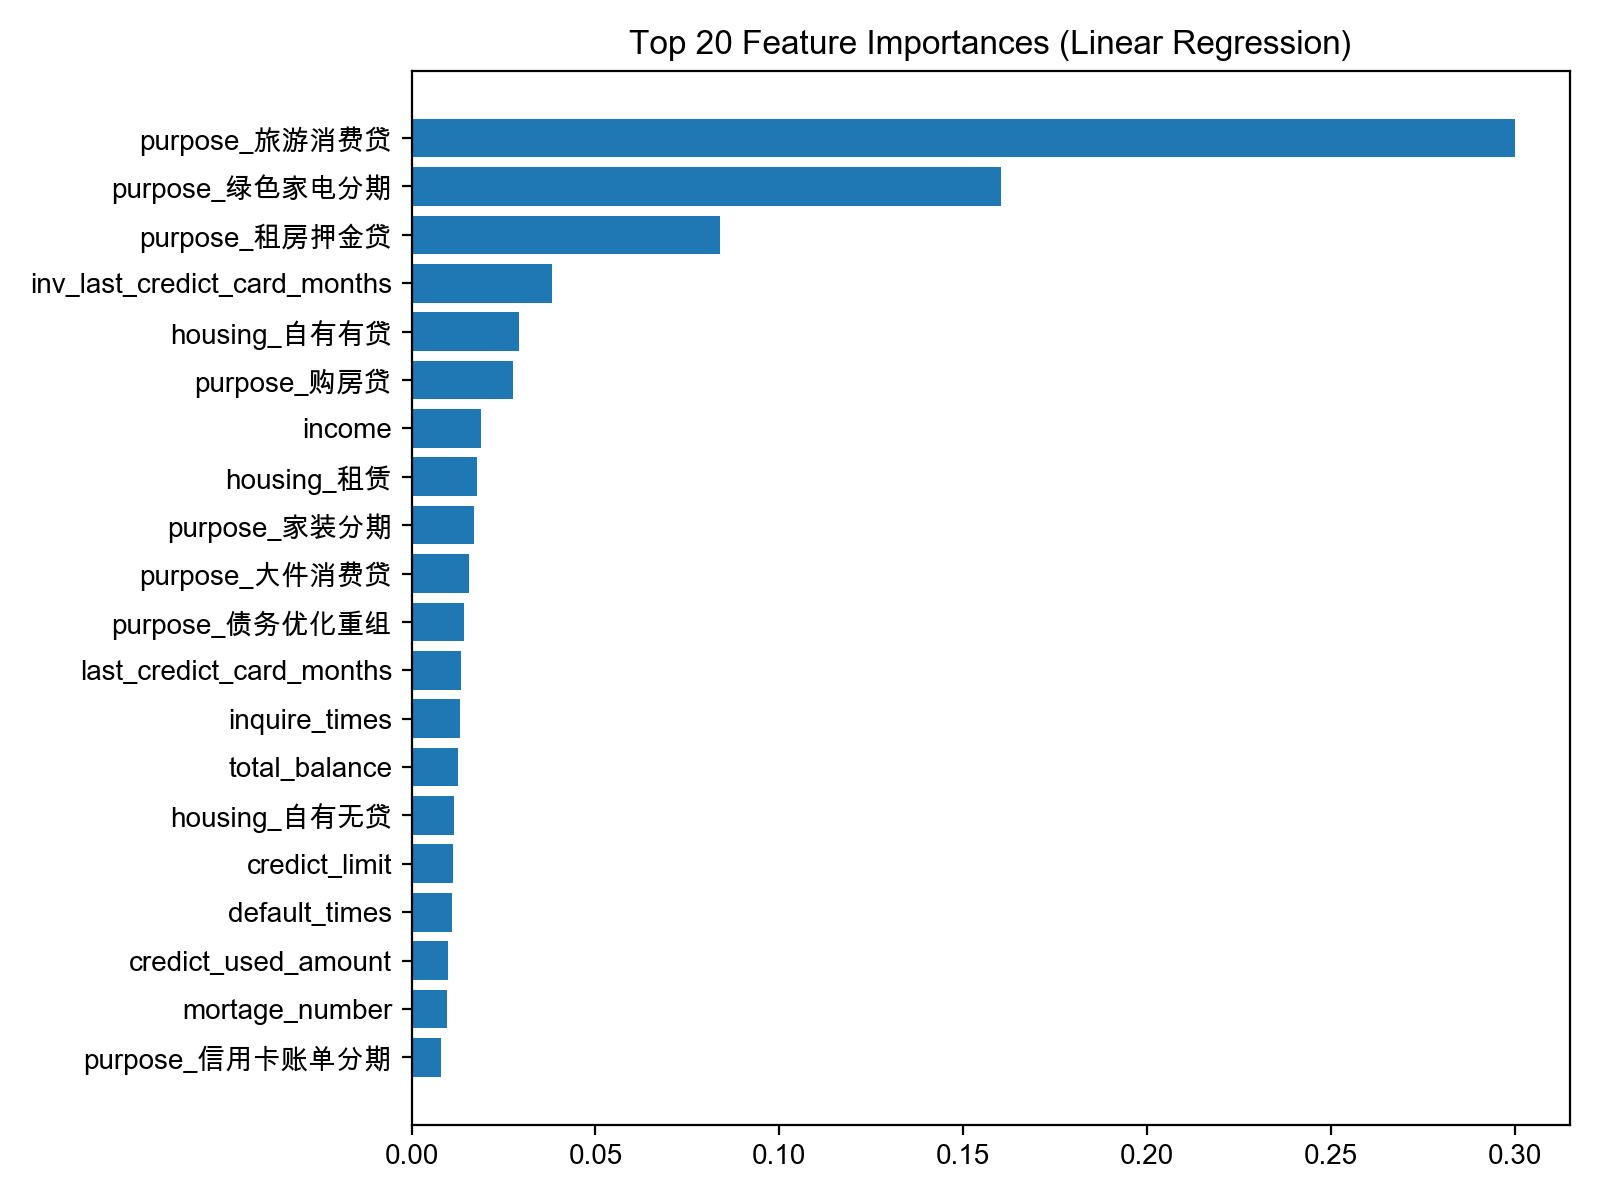 Top 20 Feature Importances (Linear Regression)
purpose_旅游消费贷
purpose_绿色家电分期
purpose_租房押金贷
inv_last_credict_card_months
housing_自有有贷
purpose_购房贷
income
housing_租赁
purpose_家装分期
purpose_大件消费贷
purpose_债务优化重组
last_credict_card_months
inquire_times
total_balance
housing_自有无贷
credict_limit
default_times
credict_used_amount
mortage_number
purpose_信用卡账单分期
0.00 0.05 0.10 0.15 0.20 0.25 0.30